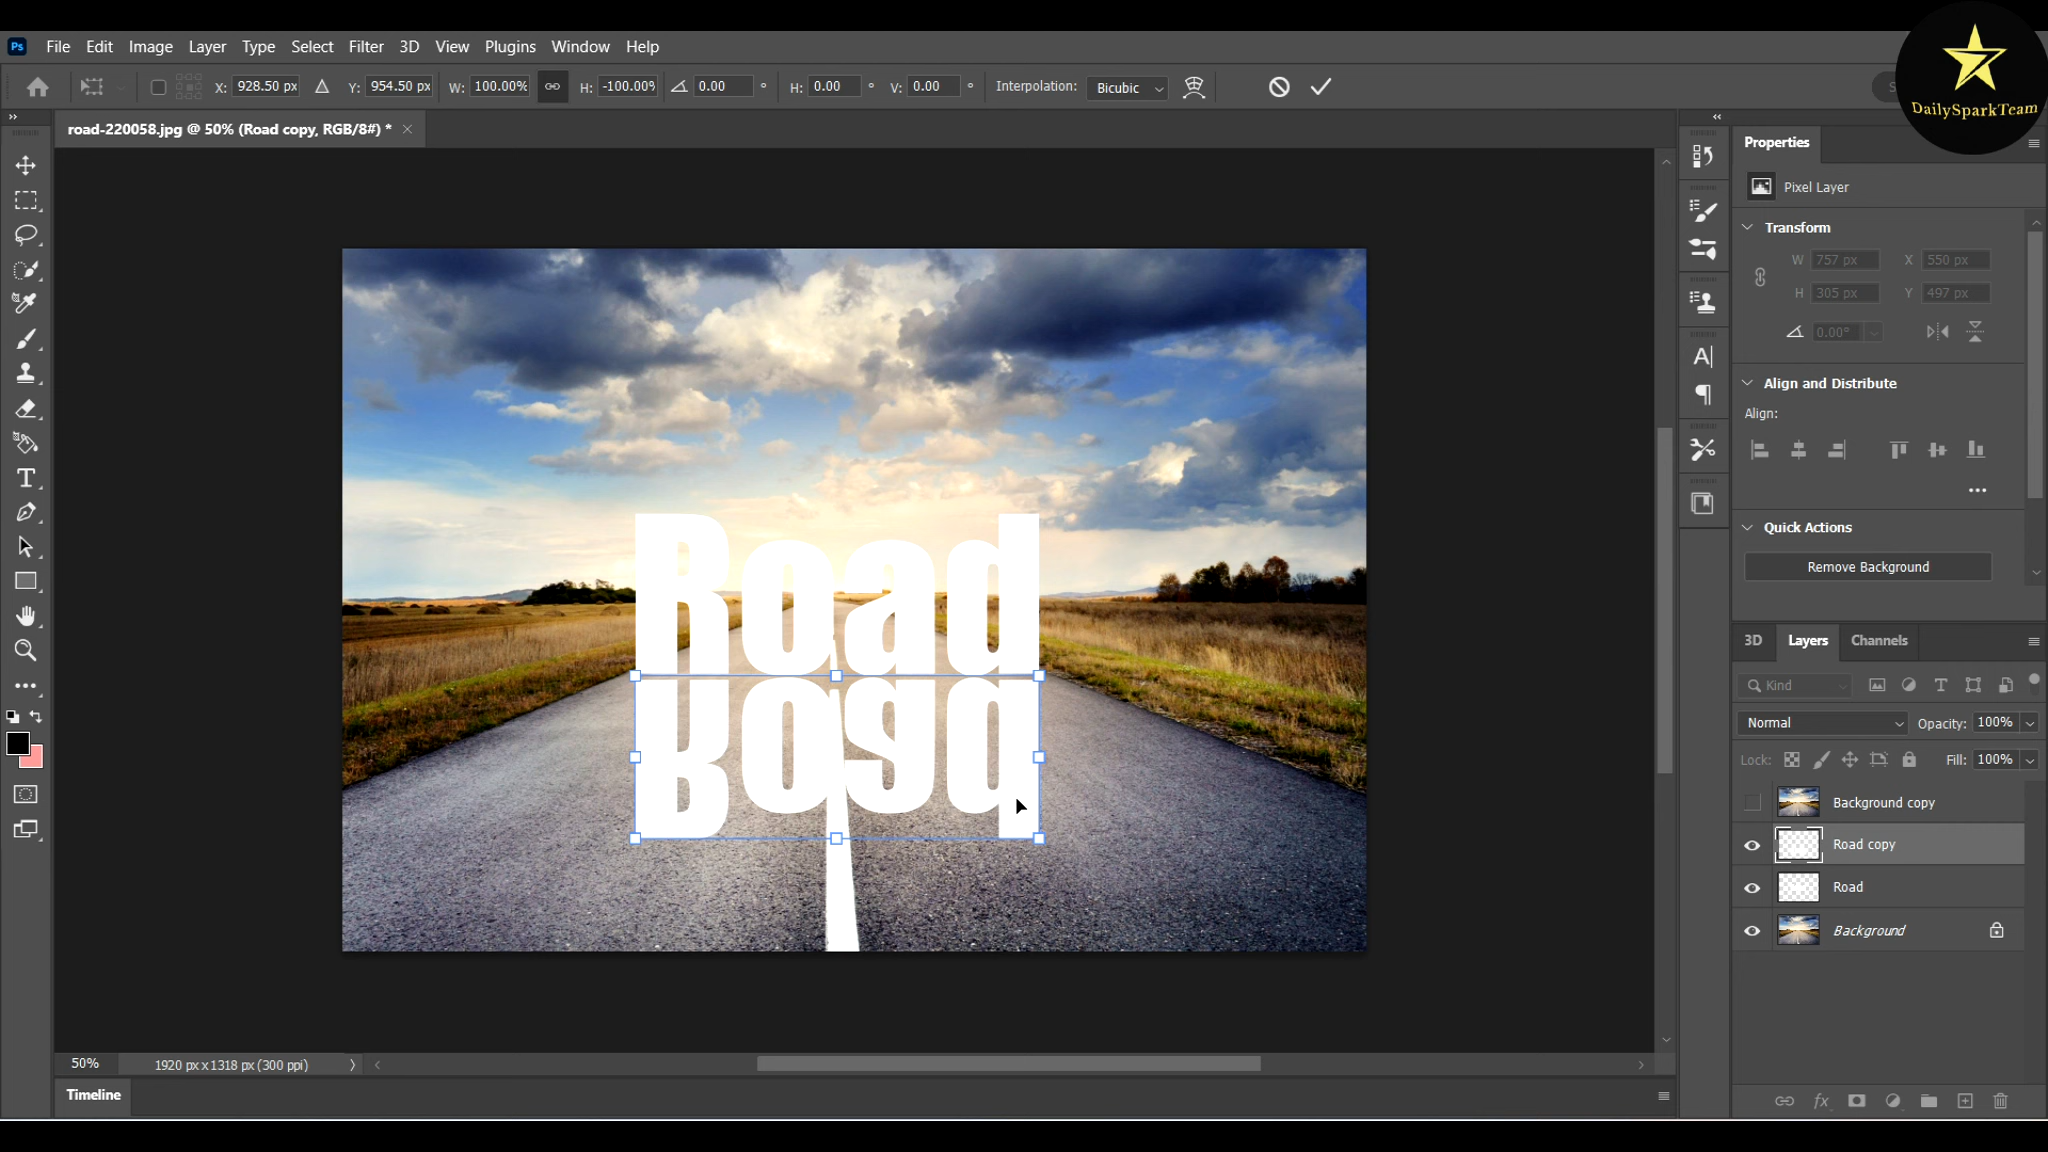 Ps File Edit Image Layer Type Select Filter 3D View Plugins Window Help
X: 928.50 px Y: 954.50 px W: 100.00% H: -100.00% 0.00 ° H: 0.00 ° V: 0.00 ° Interpolation: Bicubic
DailySparkTeam
road-220058.jpg @ 50% (Road copy, RGB/8#) *
Properties
Pixel Layer
Transform
W 757 px X 550 px
H 305 px Y 497 px
0.00°
Align and Distribute
Align:
Quick Actions
Remove Background
Road
Road
3D Layers Channels
Kind
Normal Opacity: 100%
Lock: Fill: 100%
Background copy
Road copy
Road
Background
50% 1920 px x 1318 px (300 ppi)
Timeline